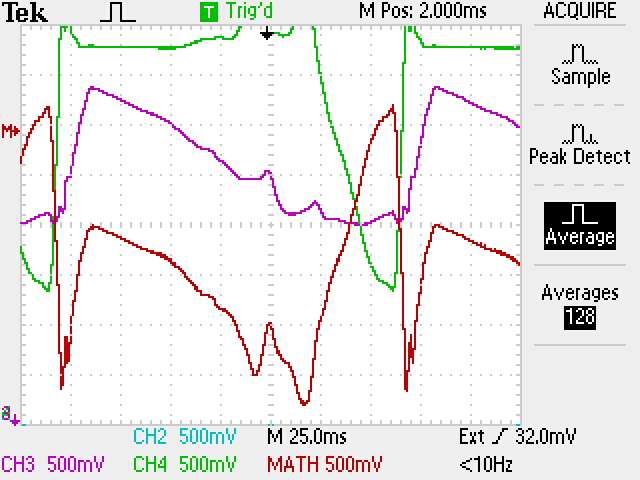 Tek T Trig'd M Pos: 2.000ms ACQUIRE
Sample
M
Peak Detect
Average
Averages
128
CH2 500mV M 25.0ms Ext 32.0mV
CH3 500mV CH4 500mV MATH 500mV <10Hz